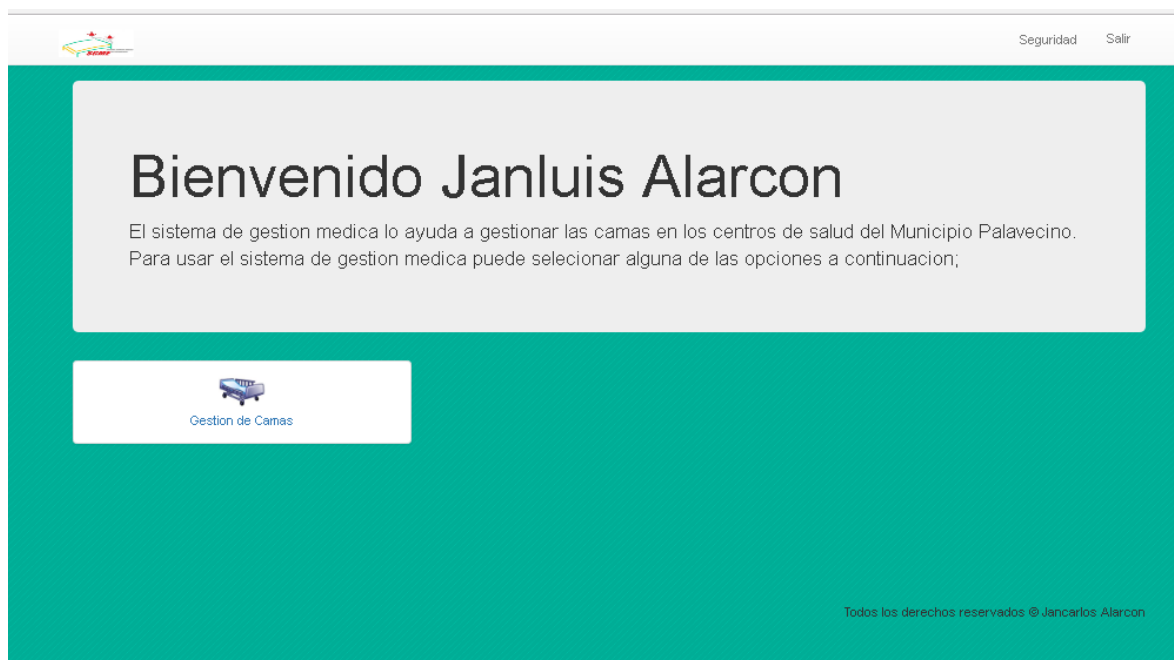 Seguridad Salir
Bienvenido Janluis Alarcon
El sistema de gestion medica lo ayuda a gestionar las camas en los centros de salud del Municipio Palavecino.
Para usar el sistema de gestion medica puede selecionar alguna de las opciones a continuacion;
Gestion de Camas
Todos los derechos reservados © Jancarlos Alarcon